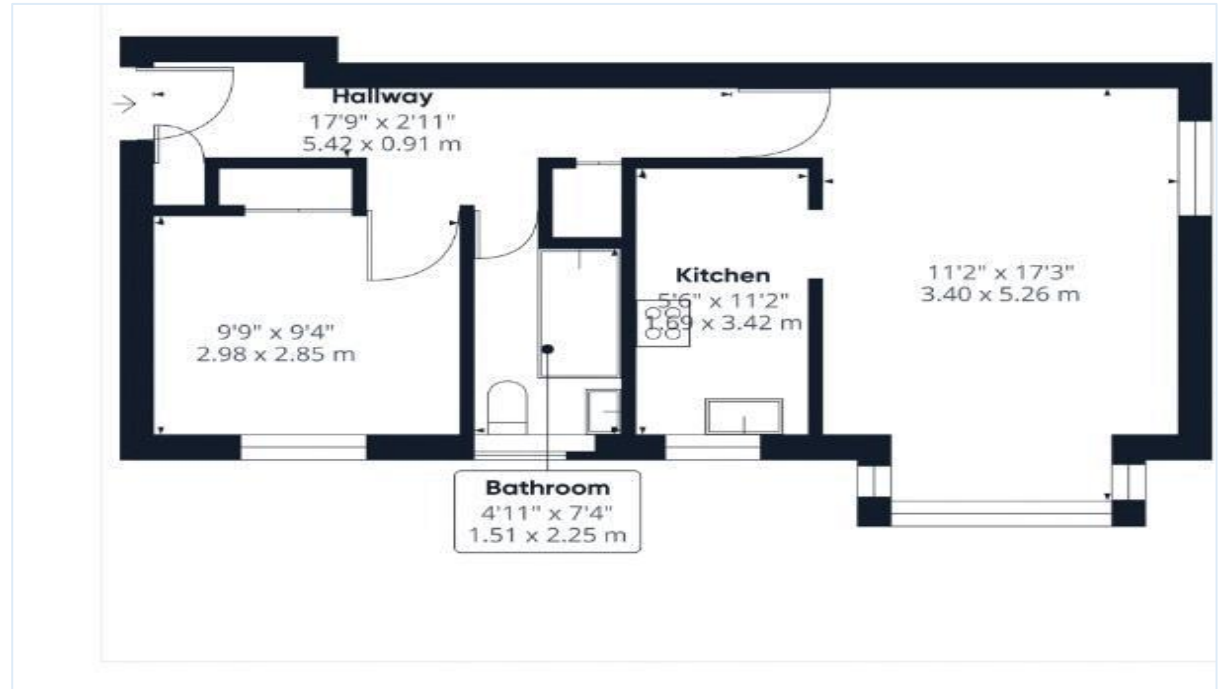 Hallway
17'9" x 2'11"
5.42 x 0.91 m
9'9" x 9'4"
2.98 x 2.85 m
Kitchen
5'6" x 11'2"
1.69 x 3.42 m
11'2" x 17'3"
3.40 x 5.26 m
Bathroom
4'11" x 7'4"
1.51 x 2.25 m